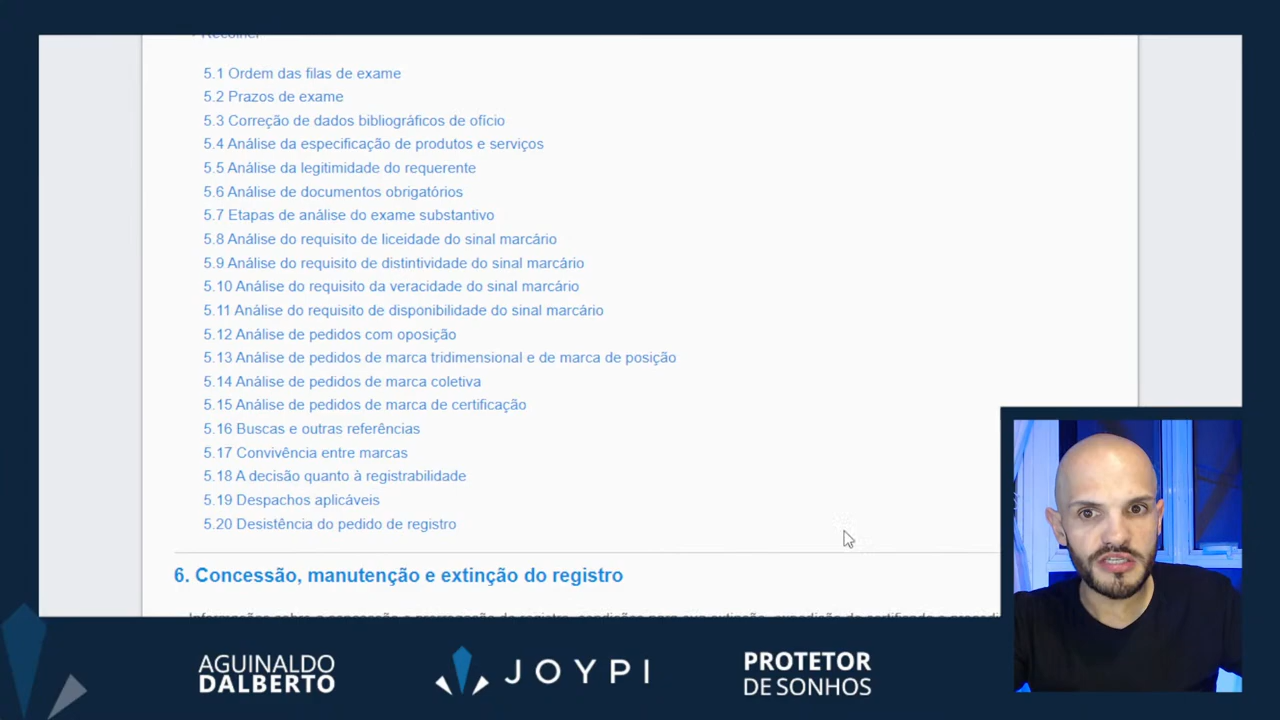 Recolher
5.1 Ordem das filas de exame
5.2 Prazos de exame
5.3 Correção de dados bibliográficos de ofício
5.4 Análise da especificação de produtos e serviços
5.5 Análise da legitimidade do requerente
5.6 Análise de documentos obrigatórios
5.7 Etapas de análise do exame substantivo
5.8 Análise do requisito de liceidade do sinal marcário
5.9 Análise do requisito de distintividade do sinal marcário
5.10 Análise do requisito da veracidade do sinal marcário
5.11 Análise do requisito de disponibilidade do sinal marcário
5.12 Análise de pedidos com oposição
5.13 Análise de pedidos de marca tridimensional e de marca de posição
5.14 Análise de pedidos de marca coletiva
5.15 Análise de pedidos de marca de certificação
5.16 Buscas e outras referências
5.17 Convivência entre marcas
5.18 A decisão quanto à registrabilidade
5.19 Despachos aplicáveis
5.20 Desistência do pedido de registro
6. Concessão, manutenção e extinção do registro
AGUINALDO
DALBERTO
JOYPI
PROTETOR
DE SONHOS